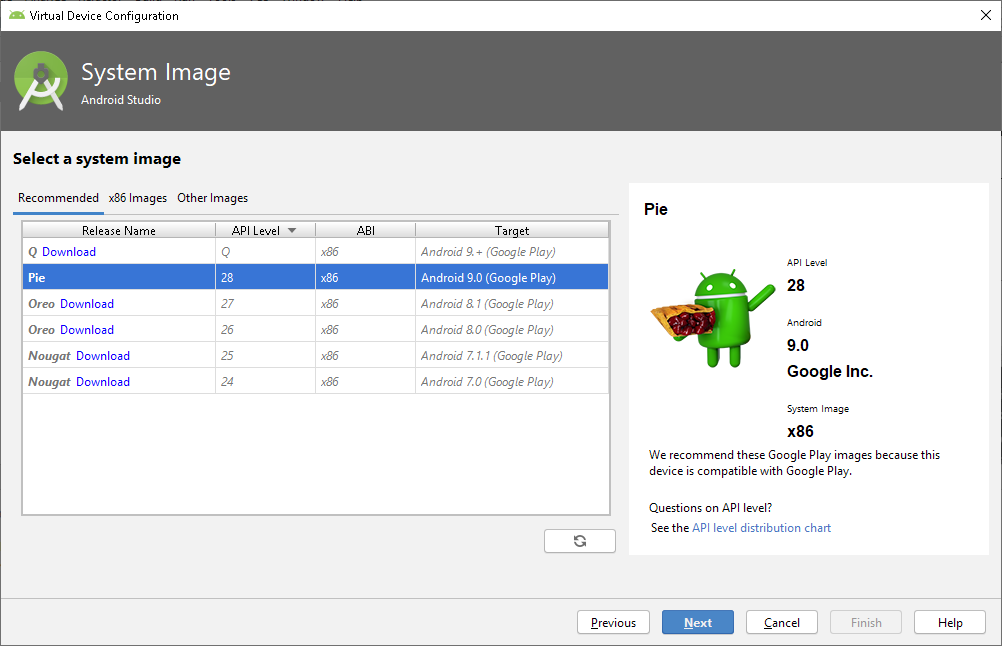 Virtual Device Configuration
System Image
Android Studio
Select a system image
Recommended x86 Images Other Images
Release Name API Level ABI Target
Q Download Q x86 Android 9.+ (Google Play)
Pie 28 x86 Android 9.0 (Google Play)
Oreo Download 27 x86 Android 8.1 (Google Play)
Oreo Download 26 x86 Android 8.0 (Google Play)
Nougat Download 25 x86 Android 7.1.1 (Google Play)
Nougat Download 24 x86 Android 7.0 (Google Play)
Pie
API Level
28
Android
9.0
Google Inc.
System Image
x86
We recommend these Google Play images because this
device is compatible with Google Play.
Questions on API level?
See the API level distribution chart
Previous Next Cancel Finish Help